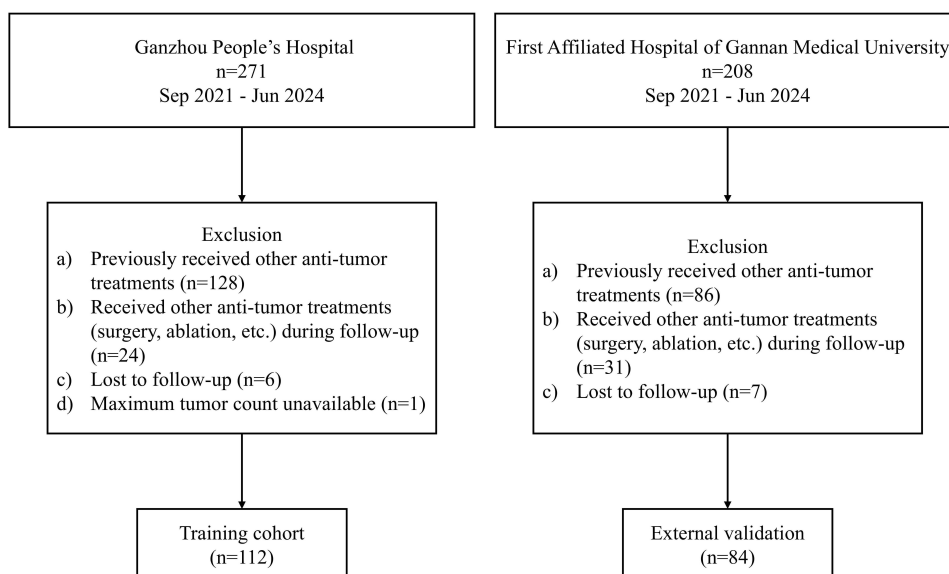 Ganzhou People's Hospital
n=271
Sep 2021 - Jun 2024
First Affiliated Hospital of Gannan Medical University
n=208
Sep 2021 - Jun 2024
Exclusion
a) Previously received other anti-tumor
treatments (n=128)
b) Received other anti-tumor treatments
(surgery, ablation, etc.) during follow-up
(n=24)
c) Lost to follow-up (n=6)
d) Maximum tumor count unavailable (n=1)
Exclusion
a) Previously received other anti-tumor
treatments (n=86)
b) Received other anti-tumor treatments
(surgery, ablation, etc.) during follow-up
(n=31)
c) Lost to follow-up (n=7)
Training cohort
(n=112)
External validation
(n=84)